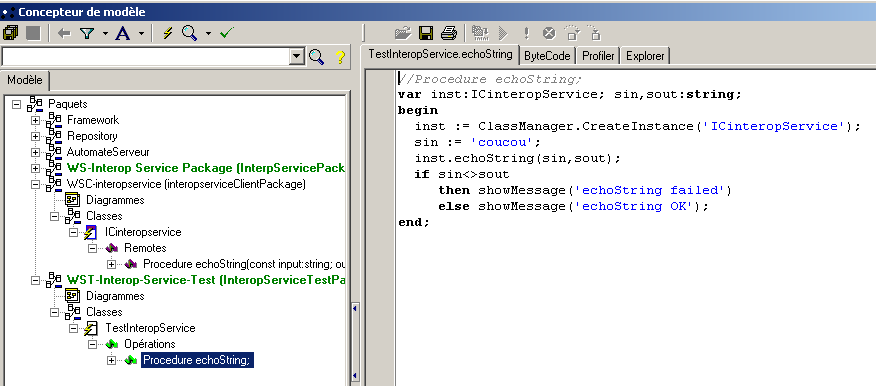 Concepteur de modèle
Modèle
Paquets
Framework
Repository
AutomateServeur
WS-Interop Service Package (InterpServicePack
WSC-interopservice (interopserviceClientPackage)
Diagrammes
Classes
ICinteropservice
Remotes
Procedure echoString(const input:string; ou
WST-Interop-Service-Test (InteropServiceTestPa
Diagrammes
Classes
TestInteropService
Opérations
Procedure echoString;
TestInteropService.echoString ByteCode Profiler Explorer
//Procedure echoString;
var inst:ICinteropService; sin,sout:string;
begin
inst := ClassManager.CreateInstance('ICinteropService');
sin := 'coucou';
inst.echoString(sin,sout);
if sin<>sout
then showMessage('echoString failed')
else showMessage('echoString OK');
end;